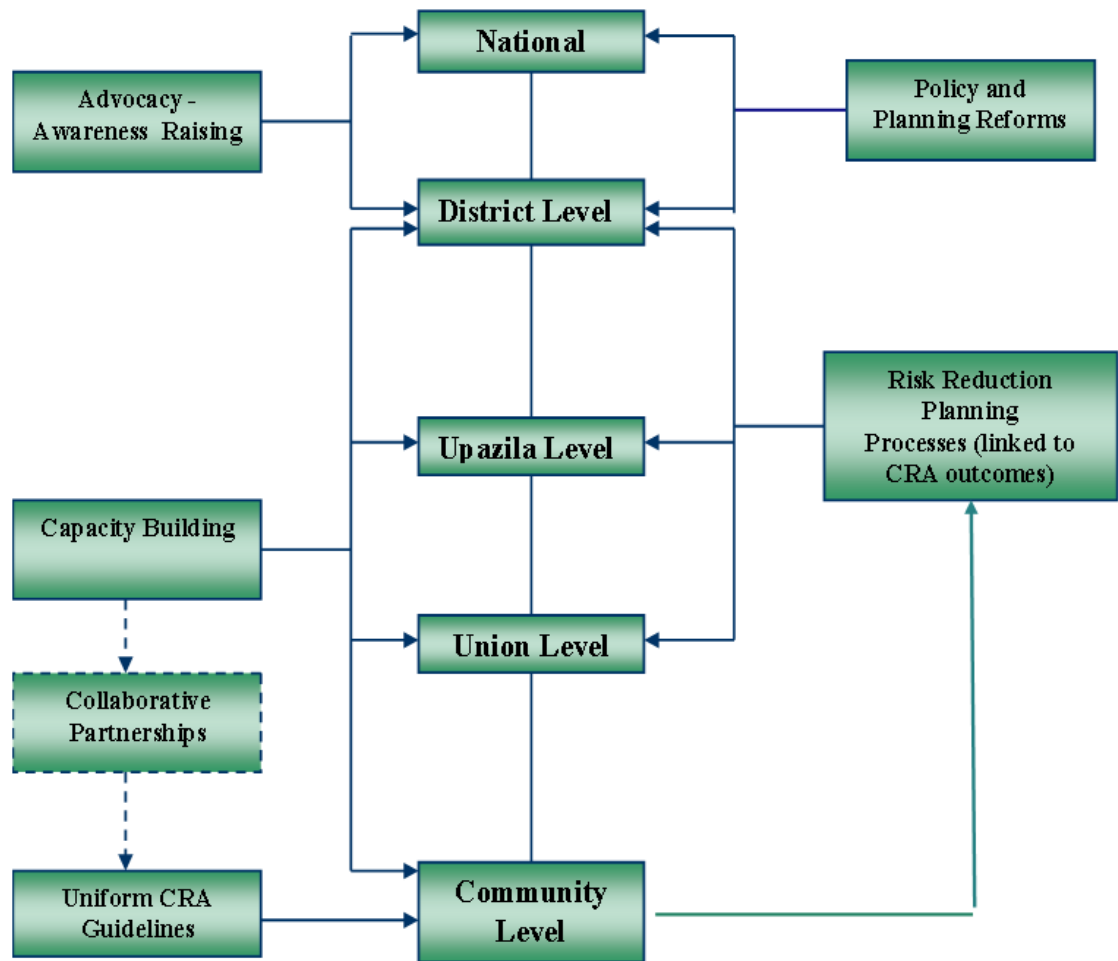 National
Advocacy -
Awareness Raising
Policy and
Planning Reforms
District Level
Risk Reduction
Planning
Processes (linked to
CRA outcomes)
Upazila Level
Capacity Building
Union Level
Collaborative
Partnerships
Uniform CRA
Guidelines
Community
Level